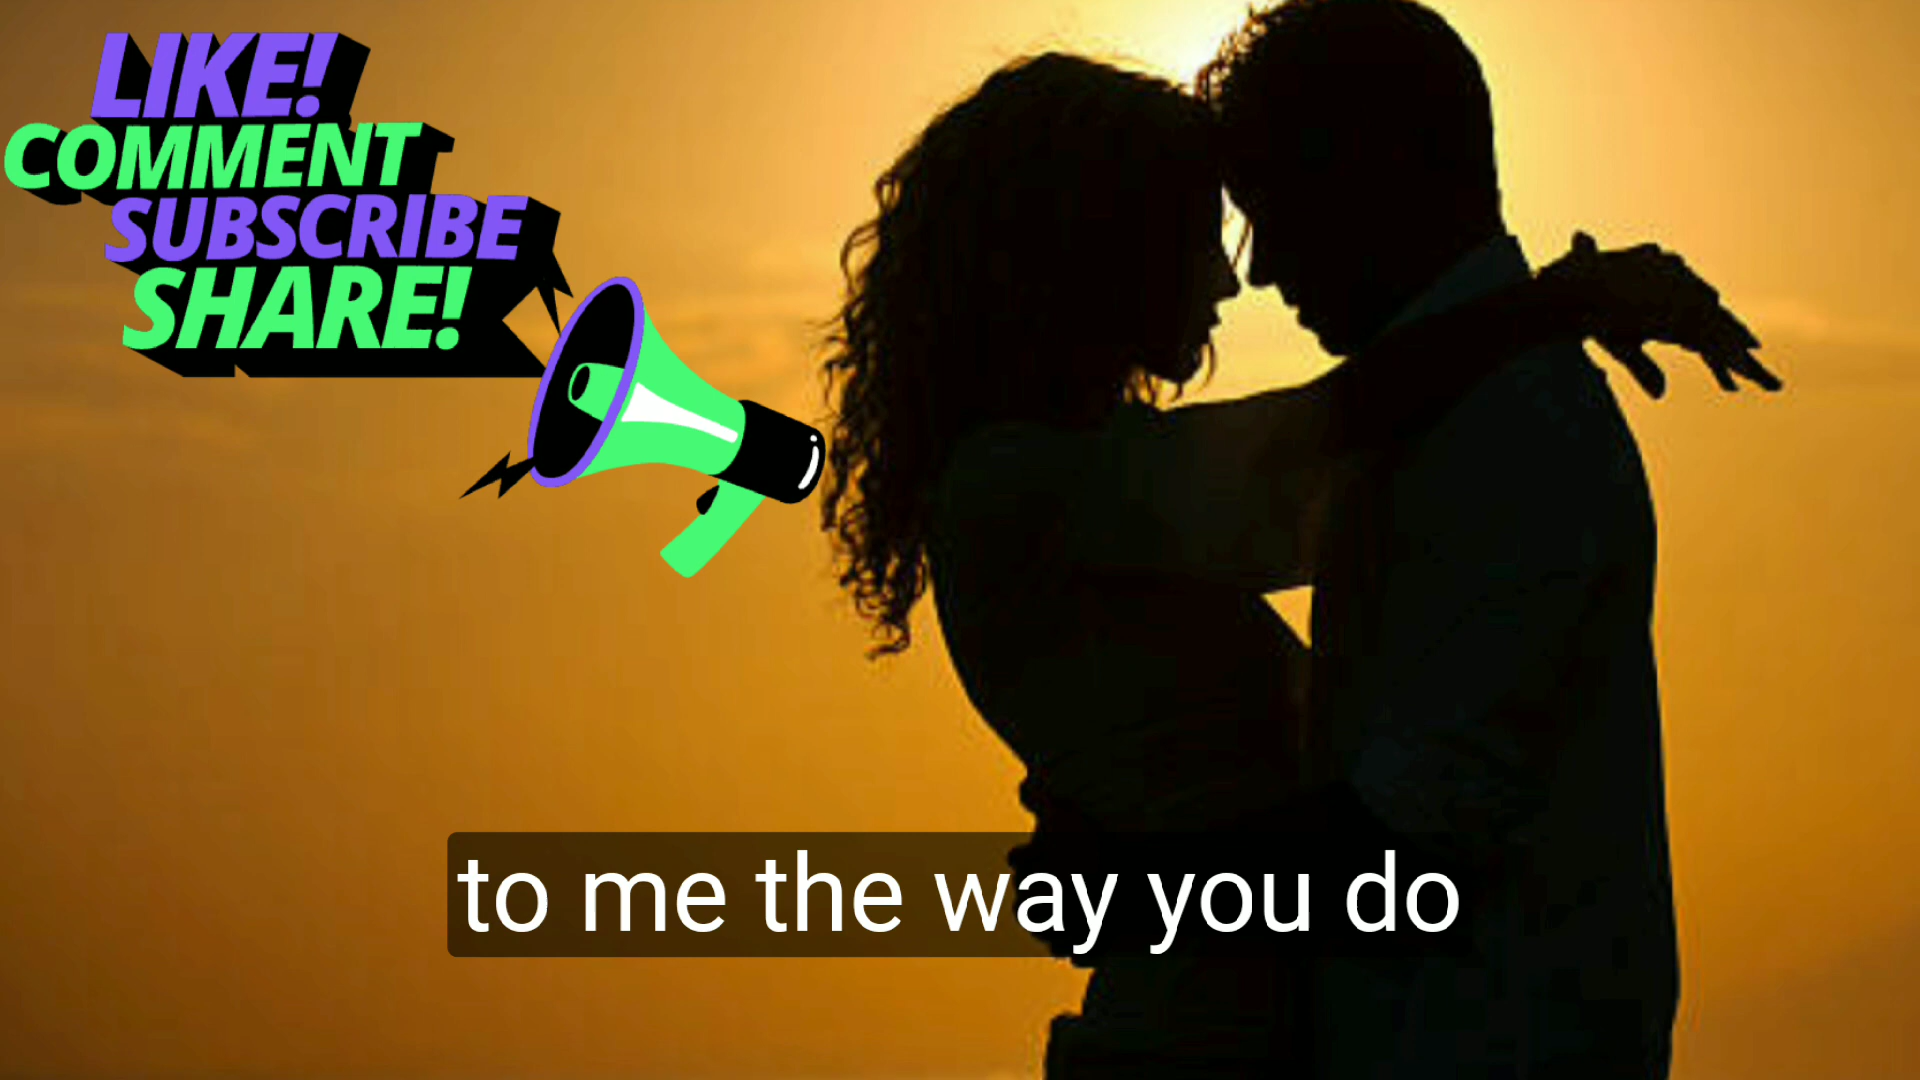 LIKE!
COMMENT
SUBSCRIBE
SHARE!
to me the way you do